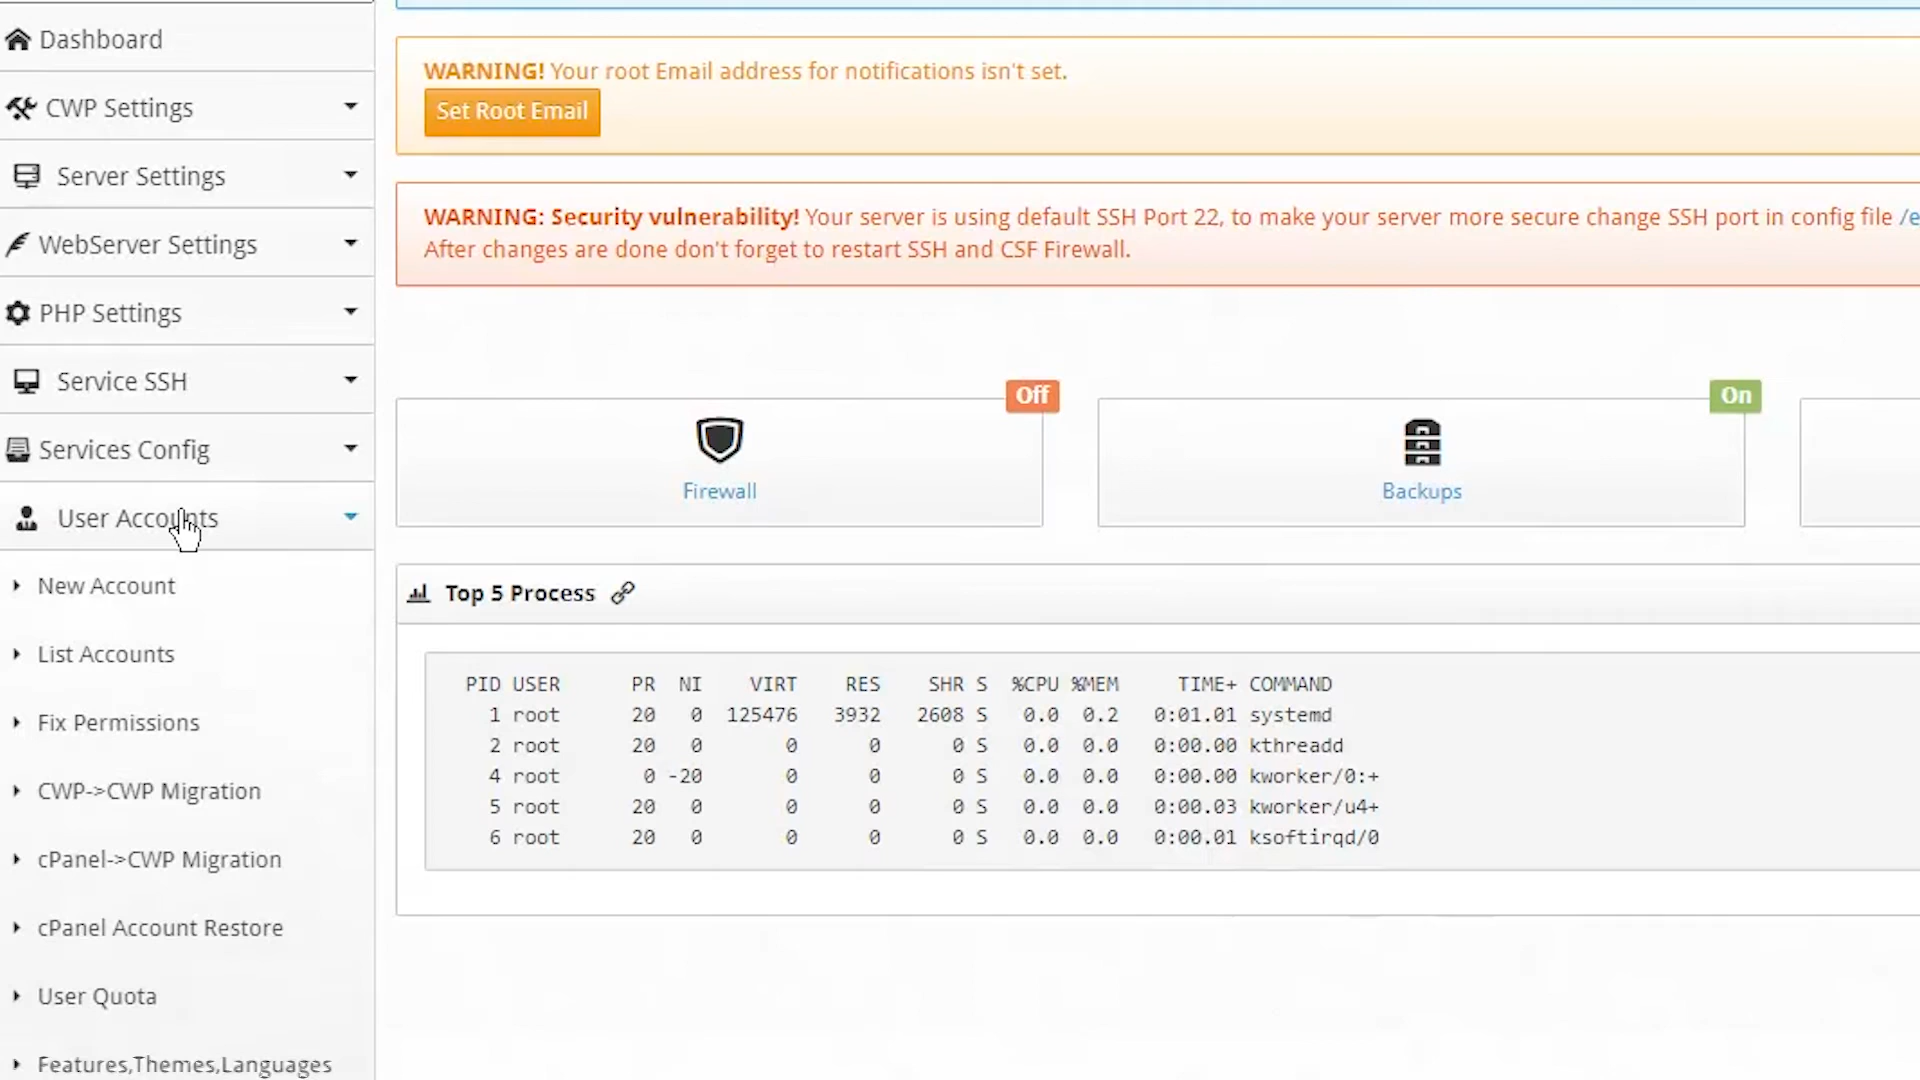 Dashboard
CWP Settings
Server Settings
WebServer Settings
PHP Settings
Service SSH
Services Config
User Accounts
New Account
List Accounts
Fix Permissions
CWP->CWP Migration
cPanel->CWP Migration
cPanel Account Restore
User Quota
Features,Themes,Languages
WARNING! Your root Email address for notifications isn't set.
Set Root Email
WARNING: Security vulnerability! Your server is using default SSH Port 22, to make your server more secure change SSH port in config file /e
After changes are done don't forget to restart SSH and CSF Firewall.
Off
Firewall
On
Backups
Top 5 Process
PID USER PR NI VIRT RES SHR S %CPU %MEM TIME+ COMMAND
1 root 20 0 125476 3932 2608 S 0.0 0.2 0:01.01 systemd
2 root 20 0 0 0 0 S 0.0 0.0 0:00.00 kthreadd
4 root 0 -20 0 0 0 S 0.0 0.0 0:00.00 kworker/0:+
5 root 20 0 0 0 0 S 0.0 0.0 0:00.03 kworker/u4+
6 root 20 0 0 0 0 S 0.0 0.0 0:00.01 ksoftirqd/0